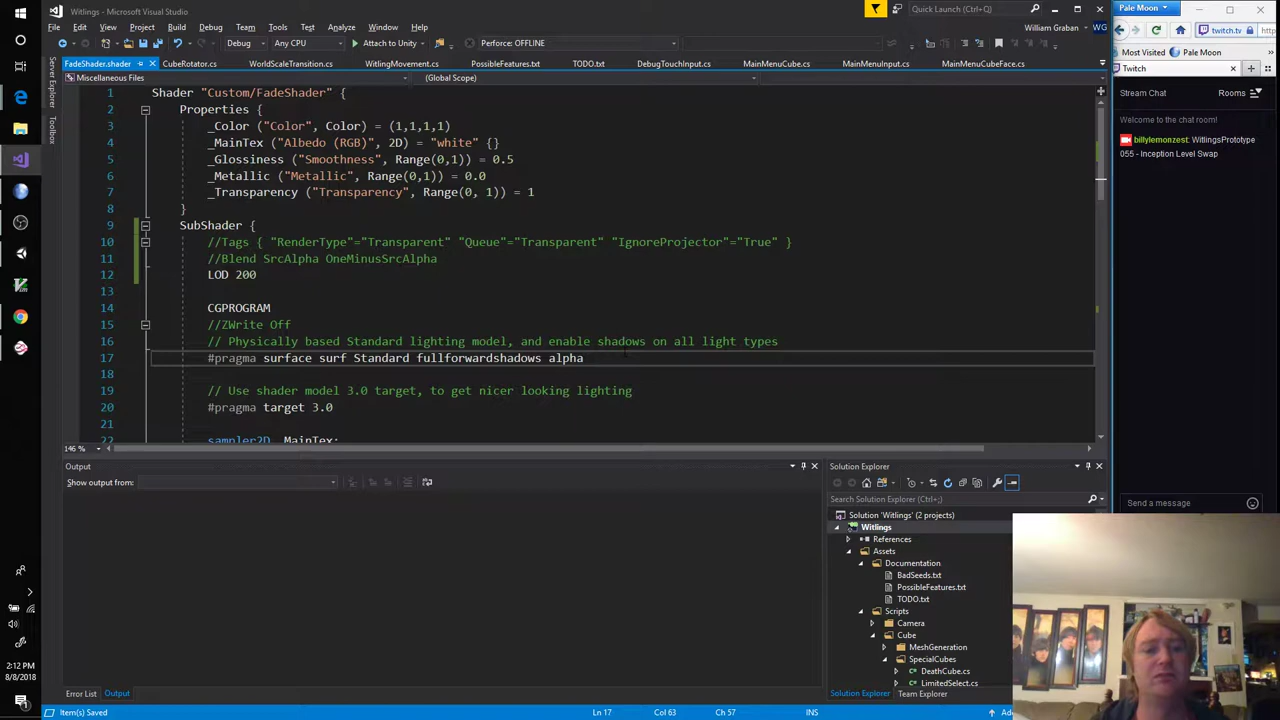 Witlings - Microsoft Visual Studio
Quick Launch (Ctrl+Q)
File Edit View Project Build Debug Team Tools Test Analyze Window Help
William Graban WG
Debug Any CPU Attach to Unity Perforce: OFFLINE
FadeShader.shader CubeRotator.cs WorldScaleTransition.cs WitlingMovement.cs PossibleFeatures.txt TODO.txt DebugTouchInput.cs MainMenuCube.cs MainMenuInput.cs MainMenuCubeFace.cs
Miscellaneous Files (Global Scope)
Server Explorer
Toolbox
1 Shader "Custom/FadeShader" {
2 Properties {
3 _Color ("Color", Color) = (1,1,1,1)
4 _MainTex ("Albedo (RGB)", 2D) = "white" {}
5 _Glossiness ("Smoothness", Range(0,1)) = 0.5
6 _Metallic ("Metallic", Range(0,1)) = 0.0
7 _Transparency ("Transparency", Range(0, 1)) = 1
8 }
9 SubShader {
10 //Tags { "RenderType"="Transparent" "Queue"="Transparent" "IgnoreProjector"="True" }
11 //Blend SrcAlpha OneMinusSrcAlpha
12 LOD 200
13
14 CGPROGRAM
15 //ZWrite Off
16 // Physically based Standard lighting model, and enable shadows on all light types
17 #pragma surface surf Standard fullforwardshadows alpha
18
19 // Use shader model 3.0 target, to get nicer looking lighting
20 #pragma target 3.0
21
22 sampler2D _MainTex;
146 %
Output
Show output from:
Error List Output
Solution Explorer
Search Solution Explorer (Ctrl+;)
Solution 'Witlings' (2 projects)
Witlings
References
Assets
Documentation
BadSeeds.txt
PossibleFeatures.txt
TODO.txt
Scripts
Camera
Cube
MeshGeneration
SpecialCubes
DeathCube.cs
LimitedSelect.cs
Solution Explorer Team Explorer
Item(s) Saved Ln 17 Col 63 Ch 57 INS
2:12 PM
8/8/2018
Pale Moon
twitch.tv
Most Visited Pale Moon
Twitch
Stream Chat Rooms
Welcome to the chat room!
billylemonzest: WitlingsPrototype
055 - Inception Level Swap
Send a message